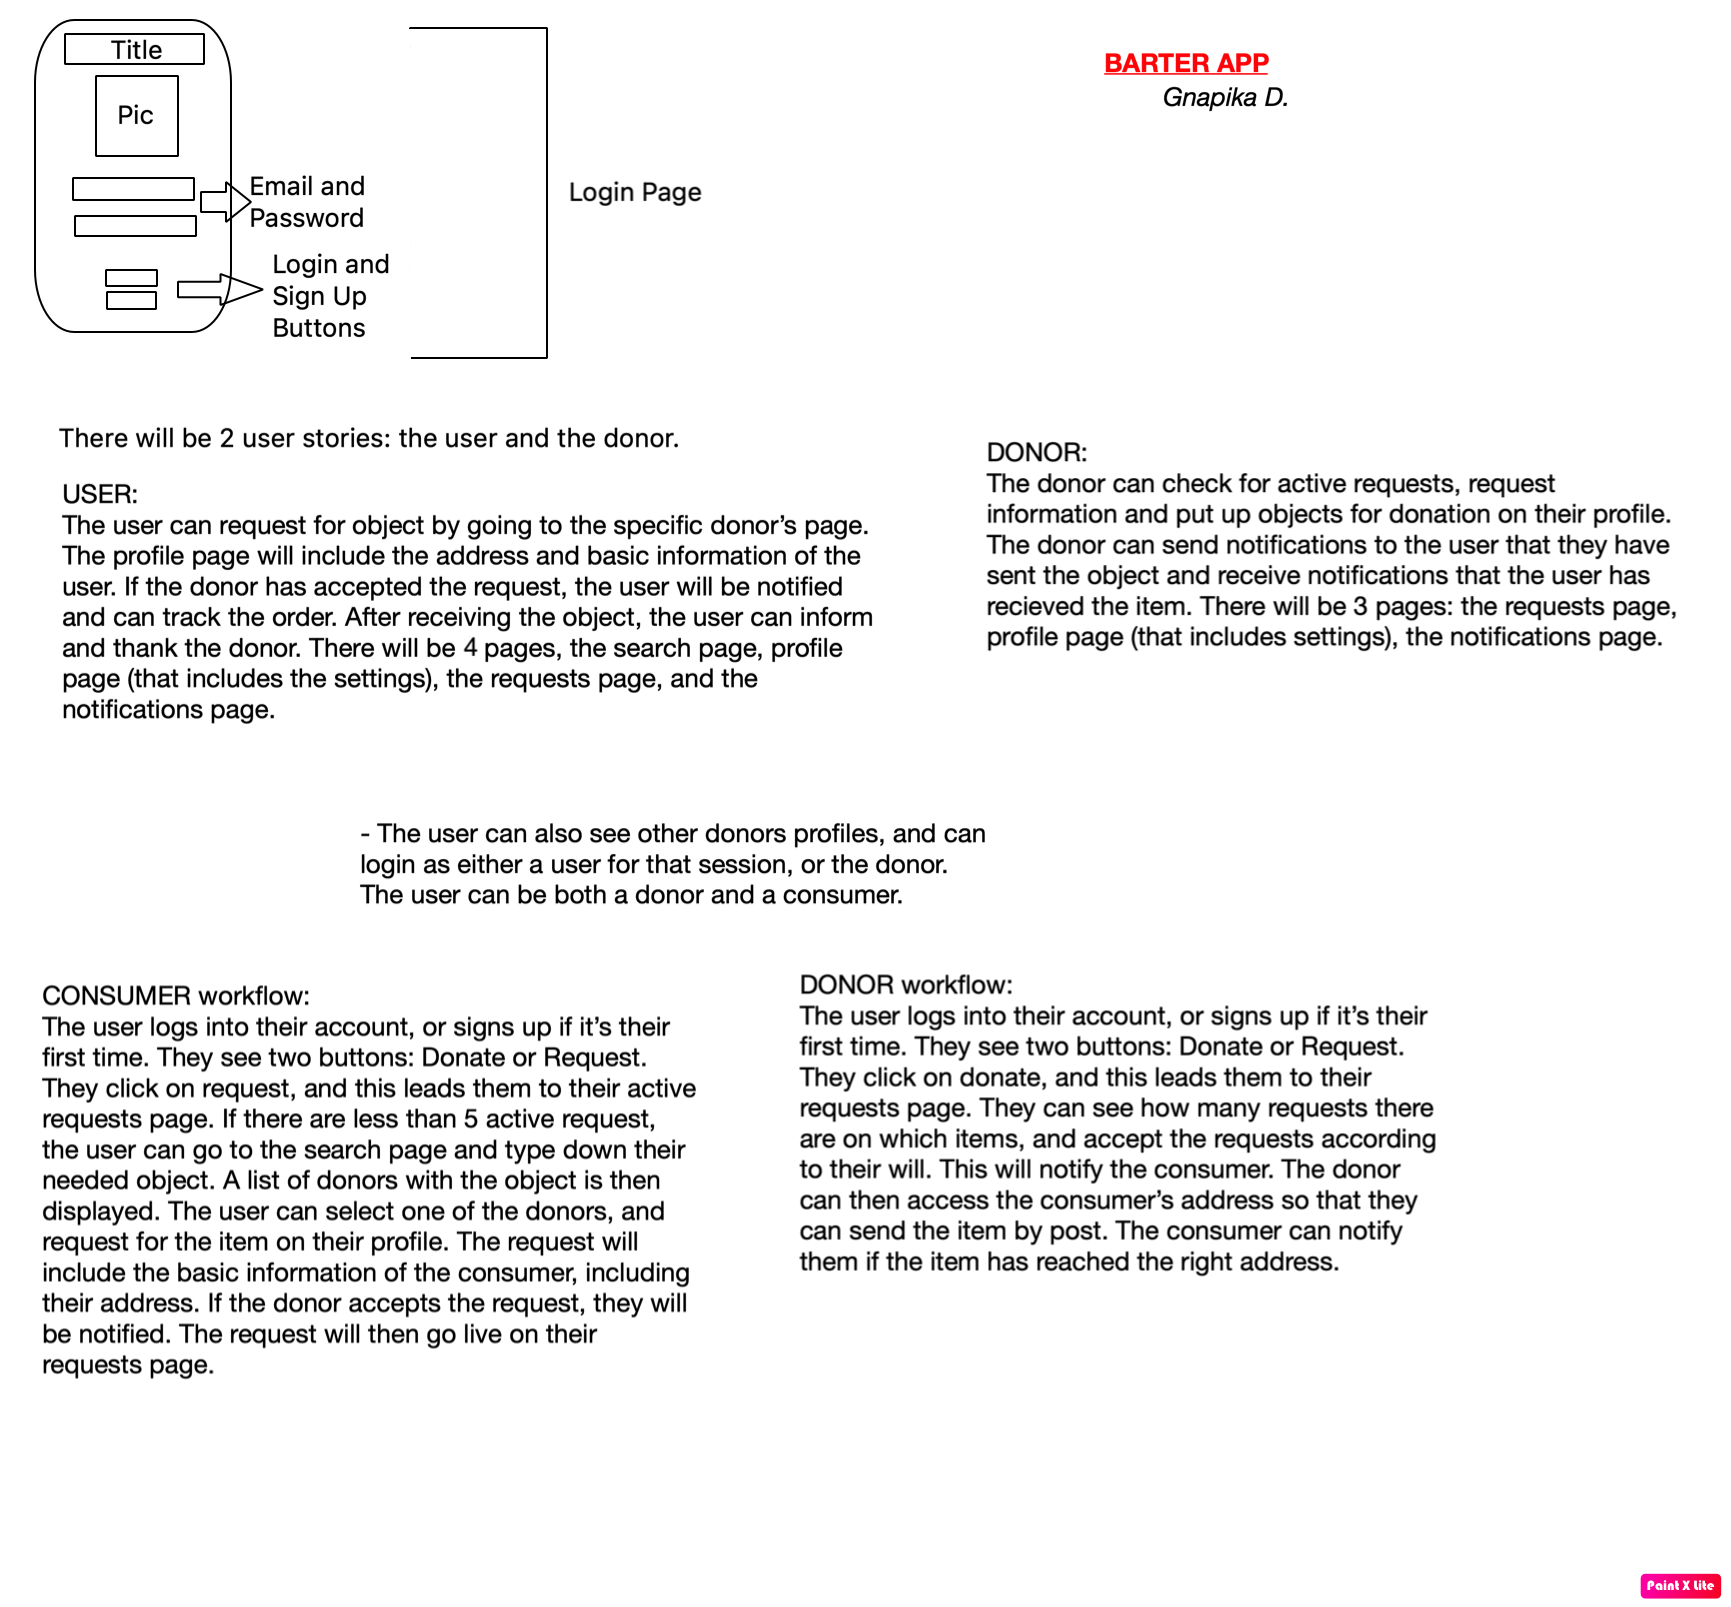 Title
Pic
Email and
Password
Login and
Sign Up
Buttons
Login Page
BARTER APP
Gnapika D.
There will be 2 user stories: the user and the donor.
USER:
The user can request for object by going to the specific donor’s page.
The profile page will include the address and basic information of the
user. If the donor has accepted the request, the user will be notified
and can track the order. After receiving the object, the user can inform
and thank the donor. There will be 4 pages, the search page, profile
page (that includes the settings), the requests page, and the
notifications page.
DONOR:
The donor can check for active requests, request
information and put up objects for donation on their profile.
The donor can send notifications to the user that they have
sent the object and receive notifications that the user has
recieved the item. There will be 3 pages: the requests page,
profile page (that includes settings), the notifications page.
- The user can also see other donors profiles, and can
login as either a user for that session, or the donor.
The user can be both a donor and a consumer.
CONSUMER workflow:
The user logs into their account, or signs up if it’s their
first time. They see two buttons: Donate or Request.
They click on request, and this leads them to their active
requests page. If there are less than 5 active request,
the user can go to the search page and type down their
needed object. A list of donors with the object is then
displayed. The user can select one of the donors, and
request for the item on their profile. The request will
include the basic information of the consumer, including
their address. If the donor accepts the request, they will
be notified. The request will then go live on their
requests page.
DONOR workflow:
The user logs into their account, or signs up if it’s their
first time. They see two buttons: Donate or Request.
They click on donate, and this leads them to their
requests page. They can see how many requests there
are on which items, and accept the requests according
to their will. This will notify the consumer. The donor
can then access the consumer’s address so that they
can send the item by post. The consumer can notify
them if the item has reached the right address.
Paint X Lite